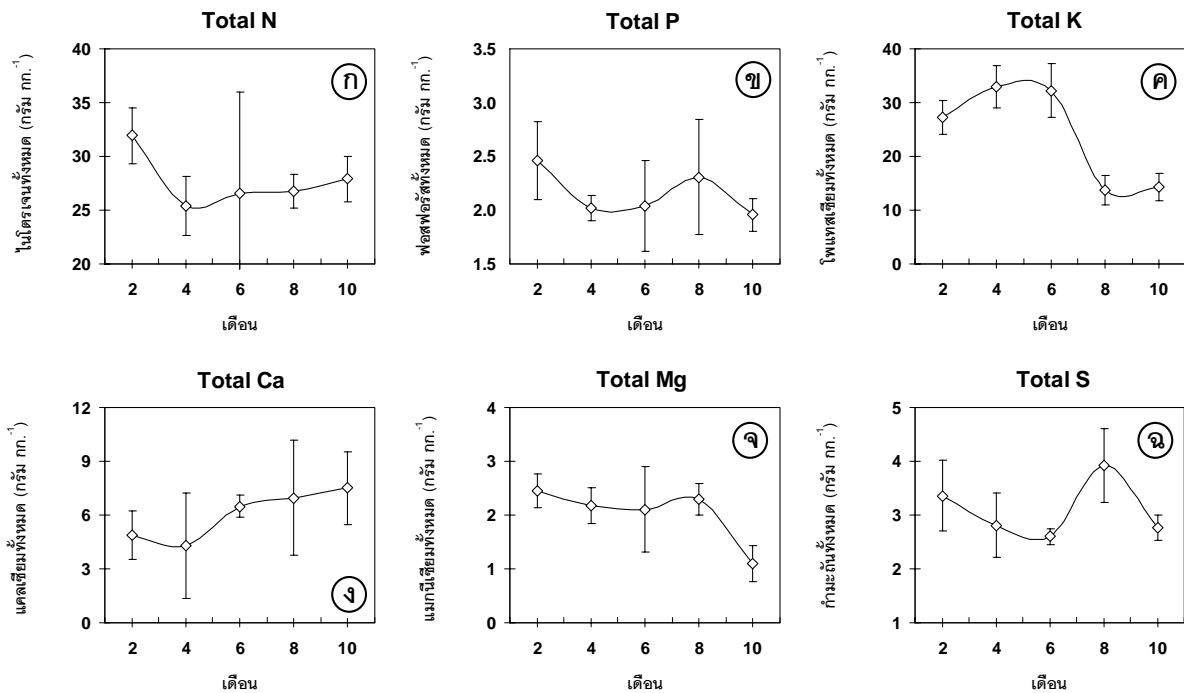 Total N
ไนโตรเจนทั้งหมด (กรัม กก.-1)
40
35
30
25
20
2 4 6 8 10
เดือน
ก
Total P
ฟอสฟอรัสทั้งหมด (กรัม กก.-1)
3.5
3.0
2.5
2.0
1.5
2 4 6 8 10
เดือน
ข
Total K
โพแทสเซียมทั้งหมด (กรัม กก.-1)
40
30
20
10
0
2 4 6 8 10
เดือน
ค
Total Ca
แคลเซียมทั้งหมด (กรัม กก.-1)
12
9
6
3
0
2 4 6 8 10
เดือน
ง
Total Mg
แมกนีเซียมทั้งหมด (กรัม กก.-1)
4
3
2
1
0
2 4 6 8 10
เดือน
จ
Total S
กำมะถันทั้งหมด (กรัม กก.-1)
5
4
3
2
1
2 4 6 8 10
เดือน
ฉ